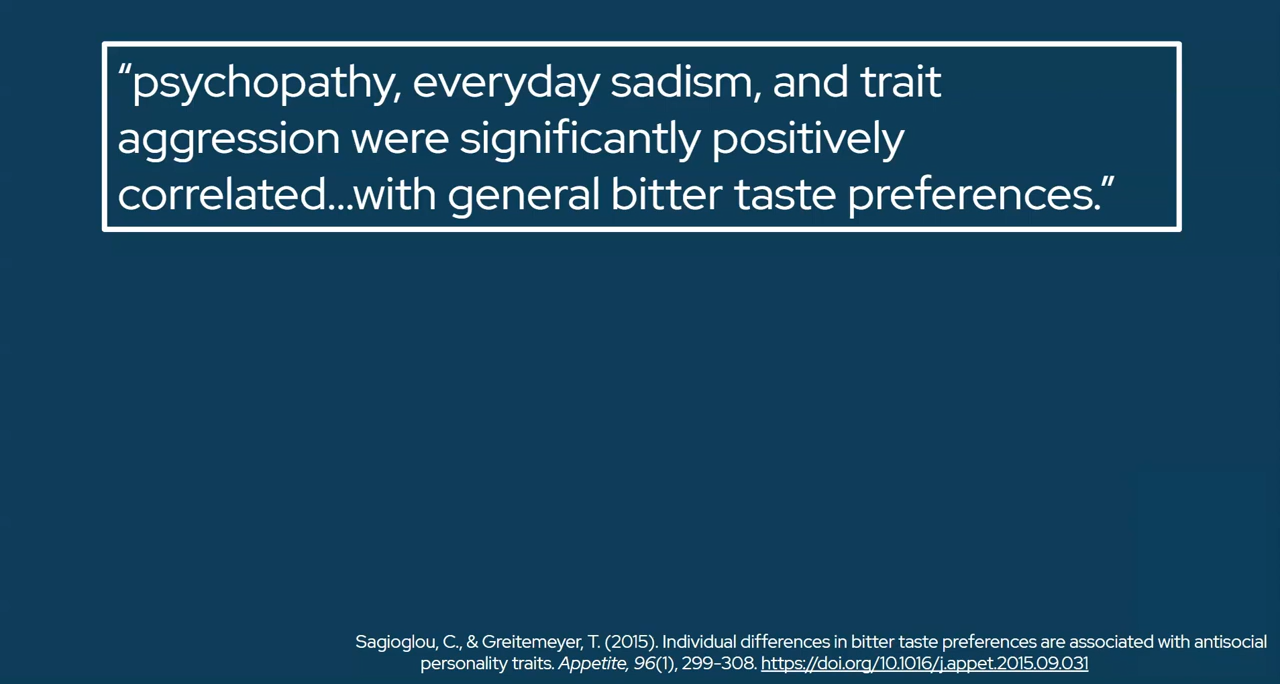 “psychopathy, everyday sadism, and trait
aggression were significantly positively
correlated...with general bitter taste preferences.”
Sagioglou, C., & Greitemeyer, T. (2015). Individual differences in bitter taste preferences are associated with antisocial
personality traits. Appetite, 96(1), 299-308. https://doi.org/10.1016/j.appet.2015.09.031